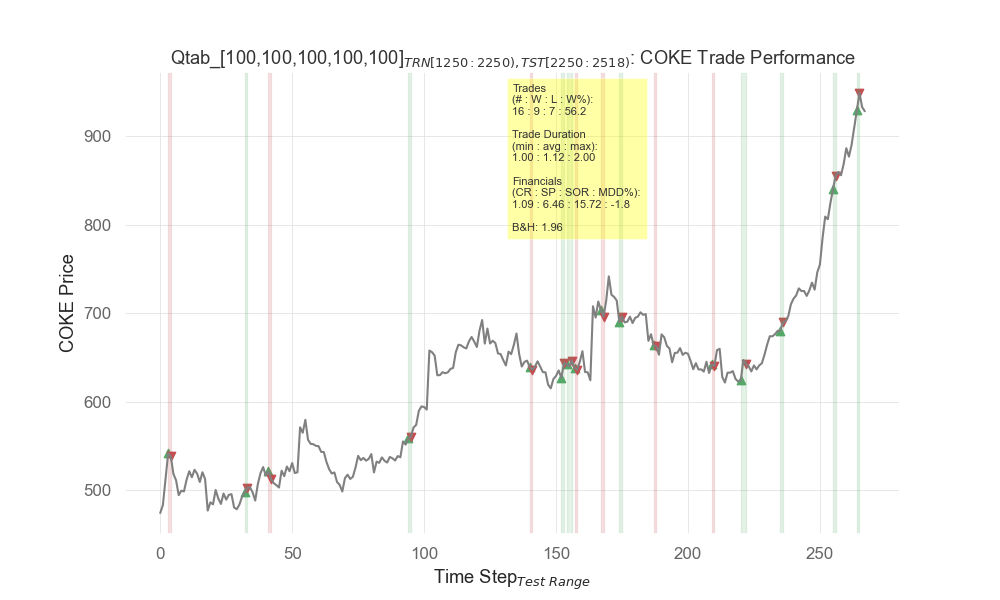 Qtab_[100,100,100,100,100]TRN[1250:2250),TST[2250:2518): COKE Trade Performance
Trades
(# : W : L : W%):
16 : 9 : 7 : 56.2
Trade Duration
(min : avg : max):
1.00 : 1.12 : 2.00
Financials
(CR : SP : SOR : MDD%):
1.09 : 6.46 : 15.72 : -1.8
B&H: 1.96
900
800
700
600
500
COKE Price
0 50 100 150 200 250
Time StepTest Range